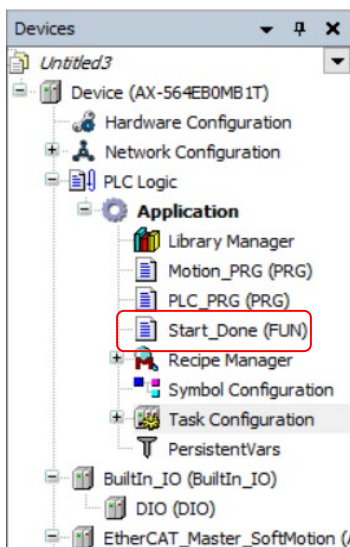 Devices
Untitled3
Device (AX-564EB0MB1T)
Hardware Configuration
Network Configuration
PLC Logic
Application
Library Manager
Motion_PRG (PRG)
PLC_PRG (PRG)
Start_Done (FUN)
Recipe Manager
Symbol Configuration
Task Configuration
PersistentVars
BuiltIn_IO (BuiltIn_IO)
DIO (DIO)
EtherCAT_Master_SoftMotion (